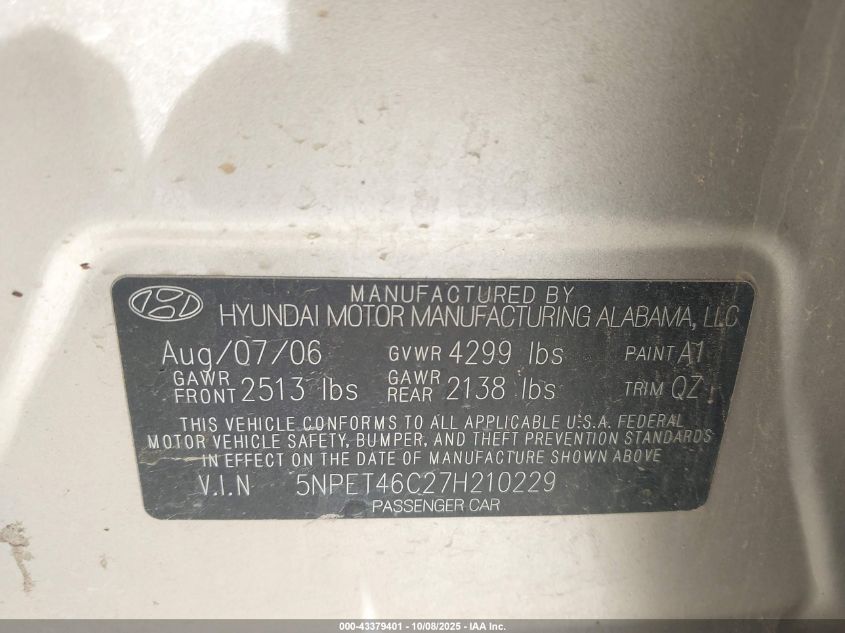 MANUFACTURED BY
HYUNDAI MOTOR MANUFACTURING ALABAMA, LLC
Aug/07/06 GVWR 4299 lbs PAINT A1
GAWR FRONT 2513 lbs GAWR REAR 2138 lbs TRIM QZ
THIS VEHICLE CONFORMS TO ALL APPLICABLE U.S.A. FEDERAL
MOTOR VEHICLE SAFETY, BUMPER, AND THEFT PREVENTION STANDARDS
IN EFFECT ON THE DATE OF MANUFACTURE SHOWN ABOVE
V.I.N 5NPET46C27H210229
PASSENGER CAR
000-43379401 - 10/08/2025 - IAA Inc.